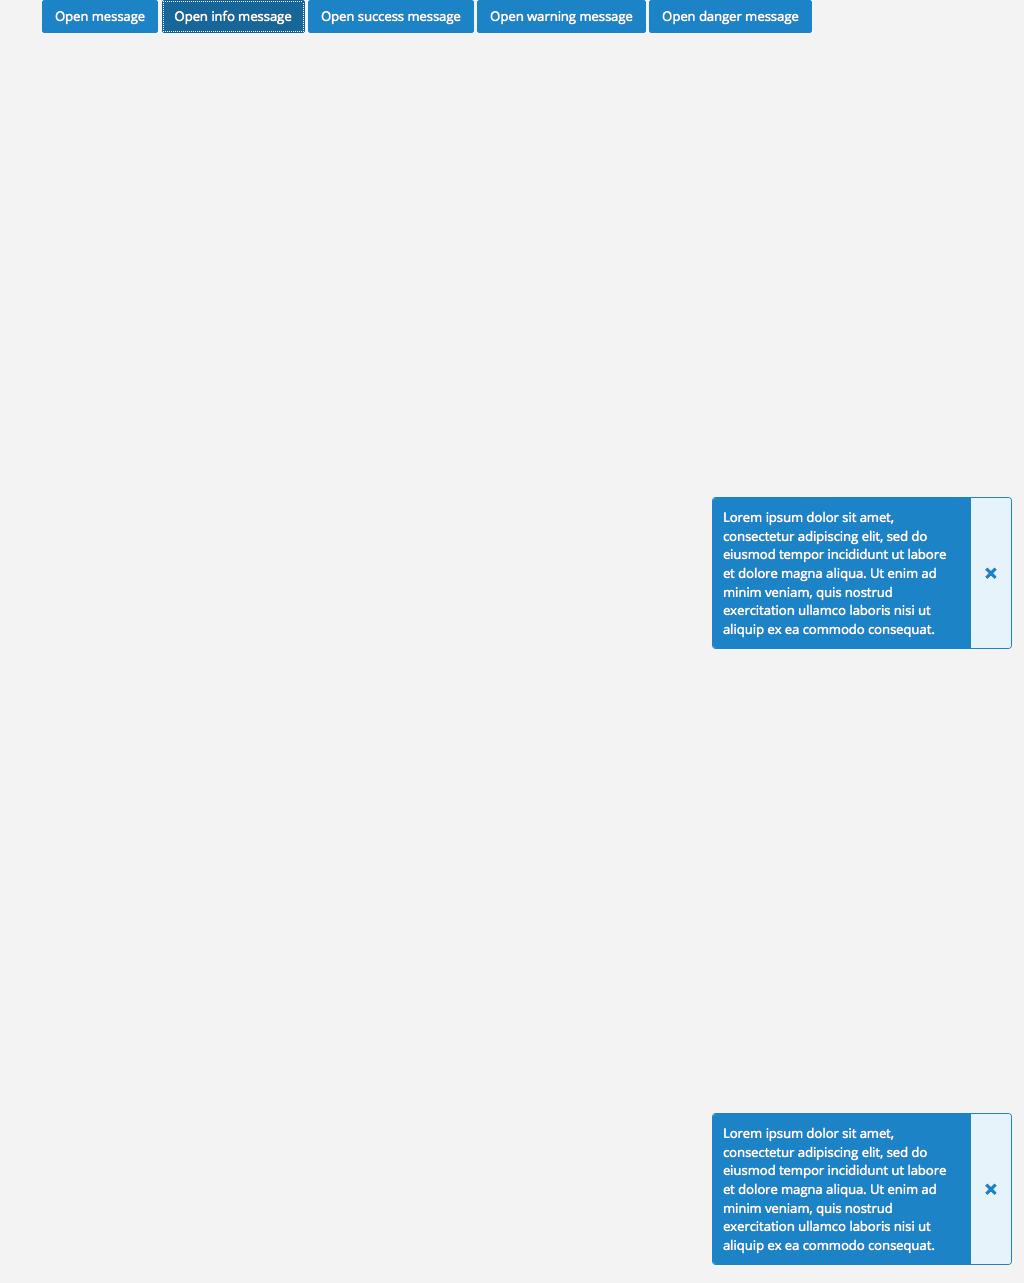 Open message Open info message Open success message Open warning message Open danger message
Lorem ipsum dolor sit amet,
consectetur adipiscing elit, sed do
eiusmod tempor incididunt ut labore
et dolore magna aliqua. Ut enim ad
minim veniam, quis nostrud
exercitation ullamco laboris nisi ut
aliquip ex ea commodo consequat.
Lorem ipsum dolor sit amet,
consectetur adipiscing elit, sed do
eiusmod tempor incididunt ut labore
et dolore magna aliqua. Ut enim ad
minim veniam, quis nostrud
exercitation ullamco laboris nisi ut
aliquip ex ea commodo consequat.